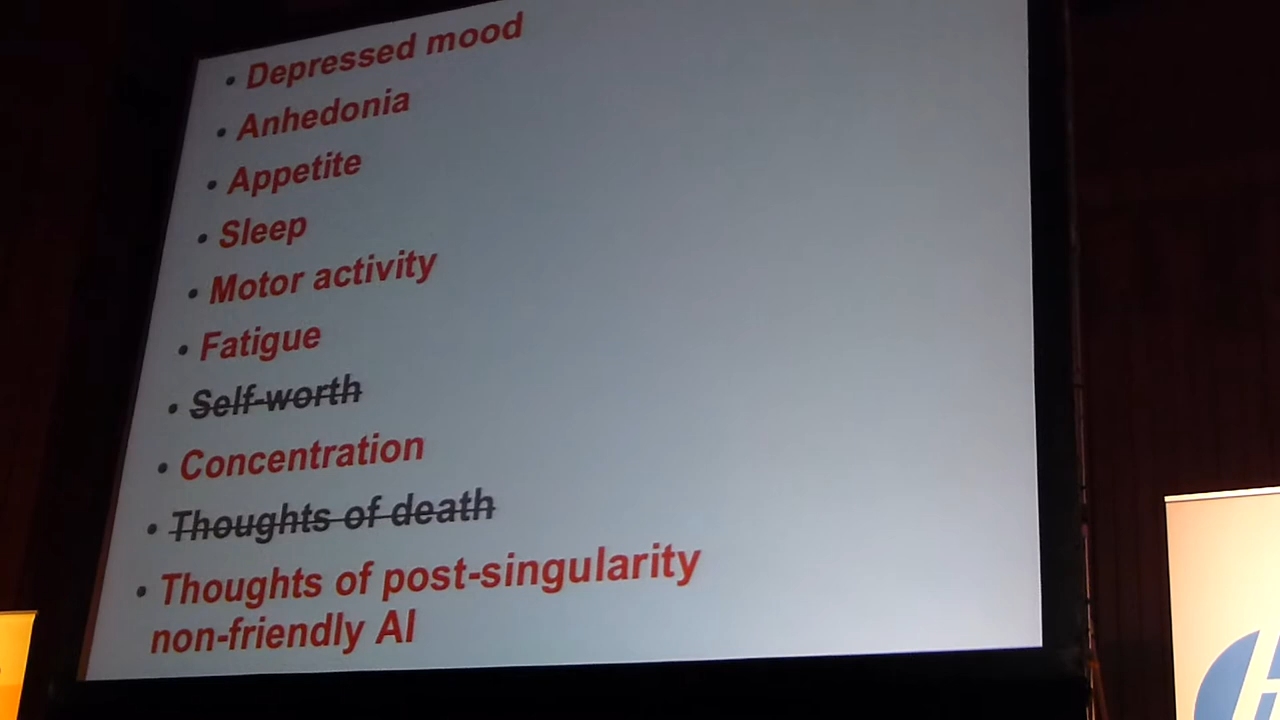 • Depressed mood
• Anhedonia
• Appetite
• Sleep
• Motor activity
• Fatigue
• Self-worth
• Concentration
• Thoughts of death
• Thoughts of post-singularity
non-friendly AI